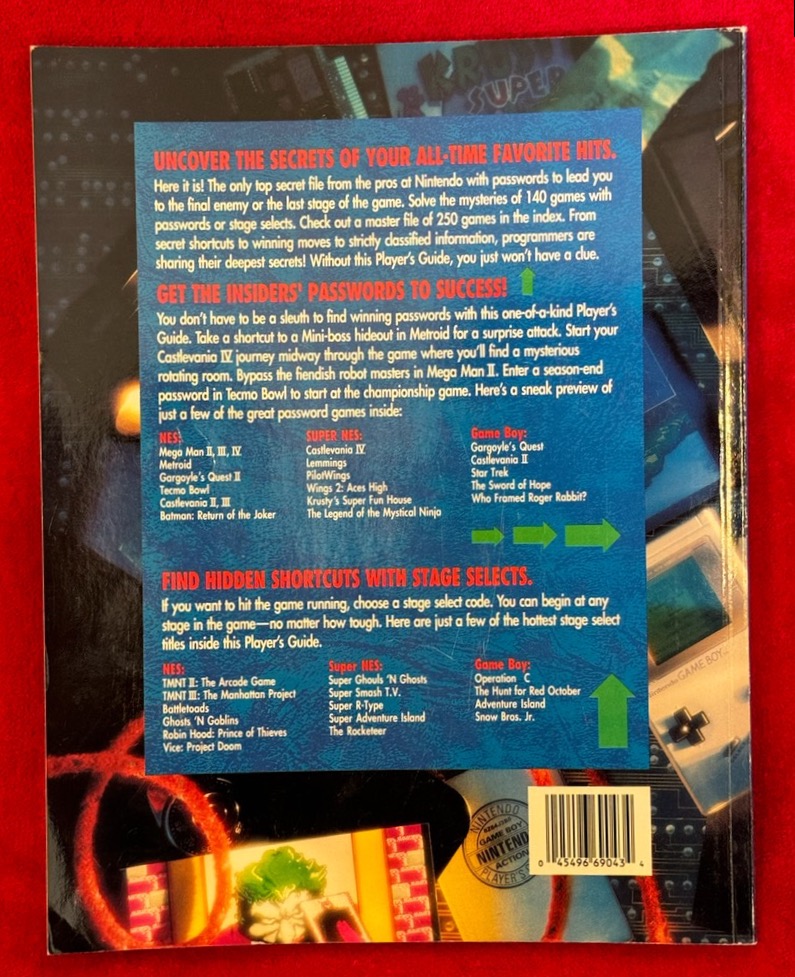 KRU
SUPER
UNCOVER THE SECRETS OF YOUR ALL-TIME FAVORITE HITS.
Here it is! The only top secret file from the pros at Nintendo with passwords to lead you
to the final enemy or the last stage of the game. Solve the mysteries of 140 games with
passwords or stage selects. Check out a master file of 250 games in the index. From
secret shortcuts to winning moves to strictly classified information, programmers are
sharing their deepest secrets! Without this Player's Guide, you just won't have a clue.
GET THE INSIDERS' PASSWORDS TO SUCCESS!
You don't have to be a sleuth to find winning passwords with this one-of-a-kind Player's
Guide. Take a shortcut to a Mini-boss hideout in Metroid for a surprise attack. Start your
Castlevania IV journey midway through the game where you'll find a mysterious
rotating room. Bypass the fiendish robot masters in Mega Man II. Enter a season-end
password in Tecmo Bowl to start at the championship game. Here's a sneak preview of
just a few of the great password games inside:
NES:
Mega Man II, III, IV
Metroid
Gargoyle's Quest II
Tecmo Bowl
Castlevania II, III
Batman: Return of the Joker
SUPER NES:
Castlevania IV
Lemmings
PilotWings
Wings 2: Aces High
Krusty's Super Fun House
The Legend of the Mystical Ninja
Game Boy:
Gargoyle's Quest
Castlevania II
Star Trek
The Sword of Hope
Who Framed Roger Rabbit?
FIND HIDDEN SHORTCUTS WITH STAGE SELECTS.
If you want to hit the game running, choose a stage select code. You can begin at any
stage in the game—no matter how tough. Here are just a few of the hottest stage select
titles inside this Player's Guide.
NES:
TMNT II: The Arcade Game
TMNT III: The Manhattan Project
Battletoads
Ghosts 'N Goblins
Robin Hood: Prince of Thieves
Vice: Project Doom
Super NES:
Super Ghouls 'N Ghosts
Super Smash T.V.
Super R-Type
Super Adventure Island
The Rocketeer
Game Boy:
Operation C
The Hunt for Red October
Adventure Island
Snow Bros. Jr.
Nintendo GAME BOY
NINTENDO
GAME BOY
NINTEND
ACTION
PLAYER'S
0 45496 69043 4